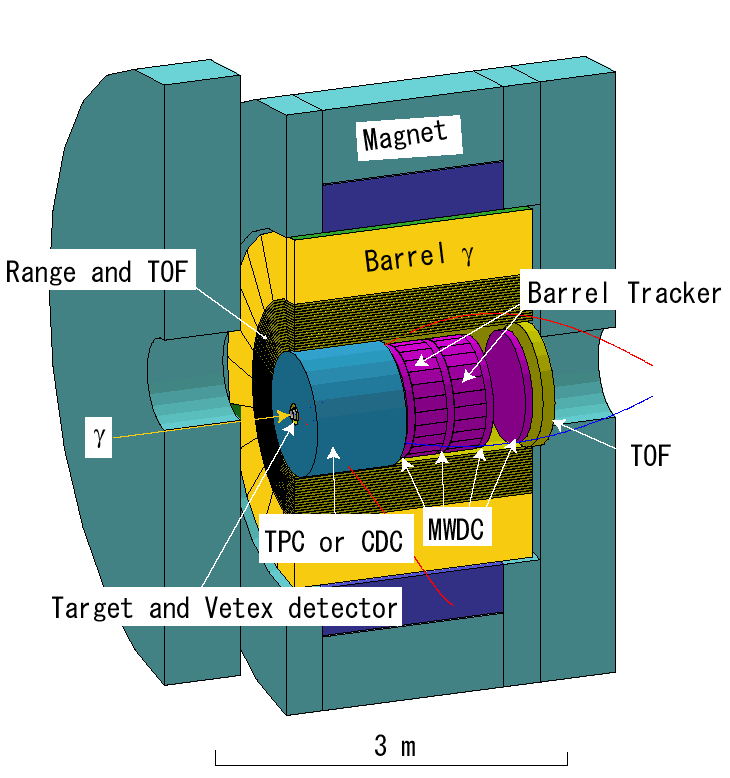 Magnet
Barrel γ
Range and TOF
Barrel Tracker
γ
TOF
MWDC
TPC or CDC
Target and Vetex detector
3 m